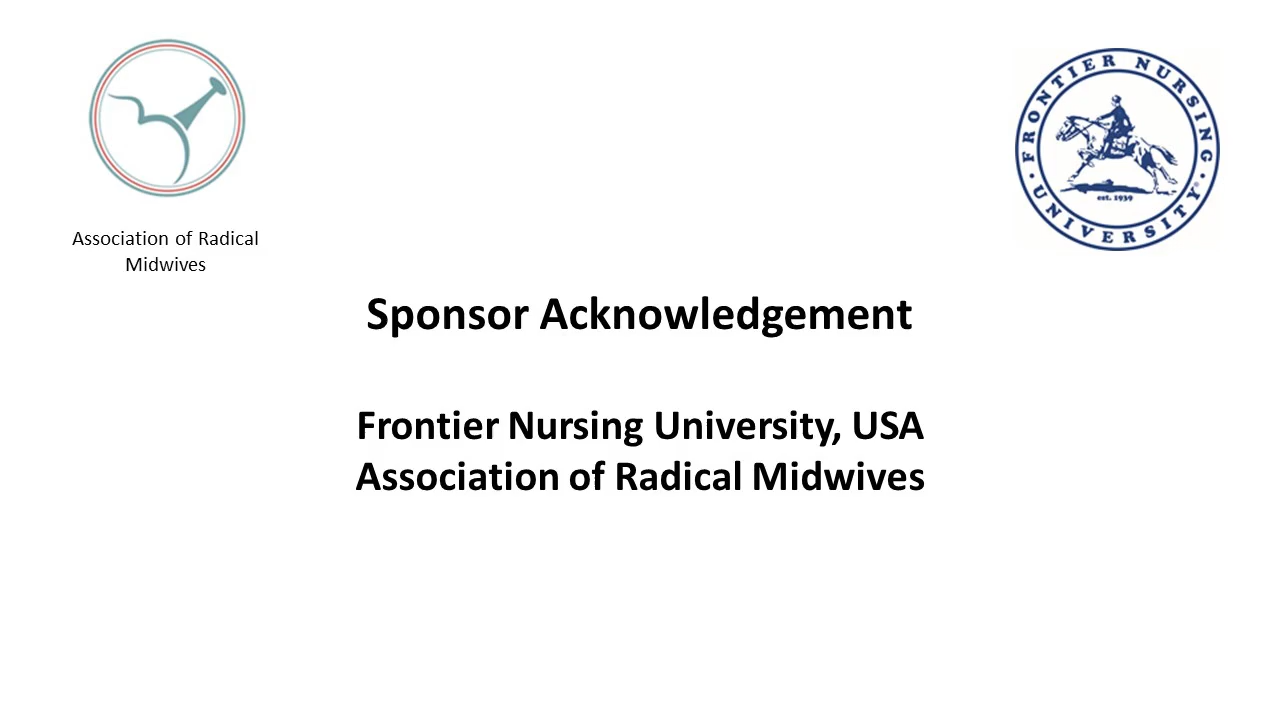 FRONTIER NURSING
UNIVERSITY
est. 1939
Association of Radical
Midwives
Sponsor Acknowledgement
Frontier Nursing University, USA
Association of Radical Midwives